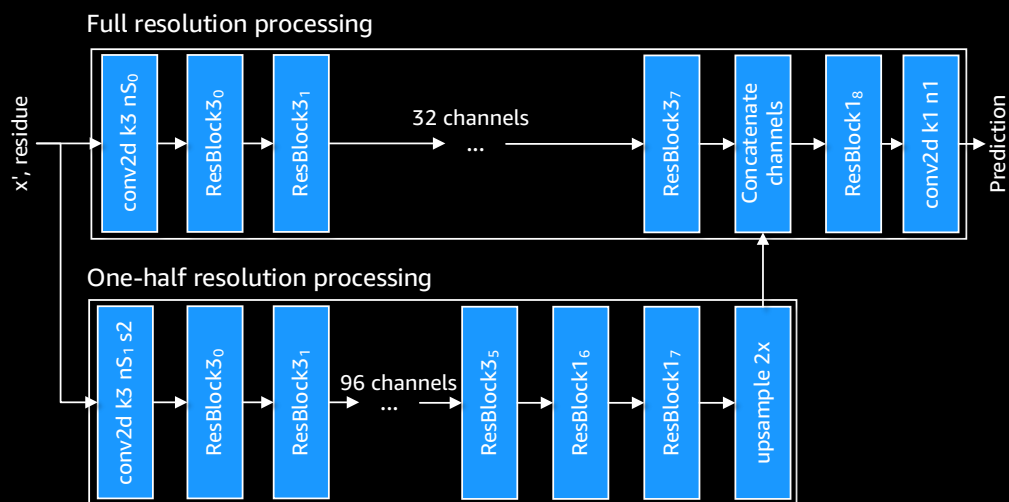 Full resolution processing
x', residue
conv2d k3 nS₀
ResBlock3₀
ResBlock3₁
32 channels
...
ResBlock3₇
Concatenate
channels
ResBlock1₈
conv2d k1 n1
Prediction
One-half resolution processing
conv2d k3 nS₁ s2
ResBlock3₀
ResBlock3₁
96 channels
...
ResBlock3₅
ResBlock1₆
ResBlock1₇
upsample 2x